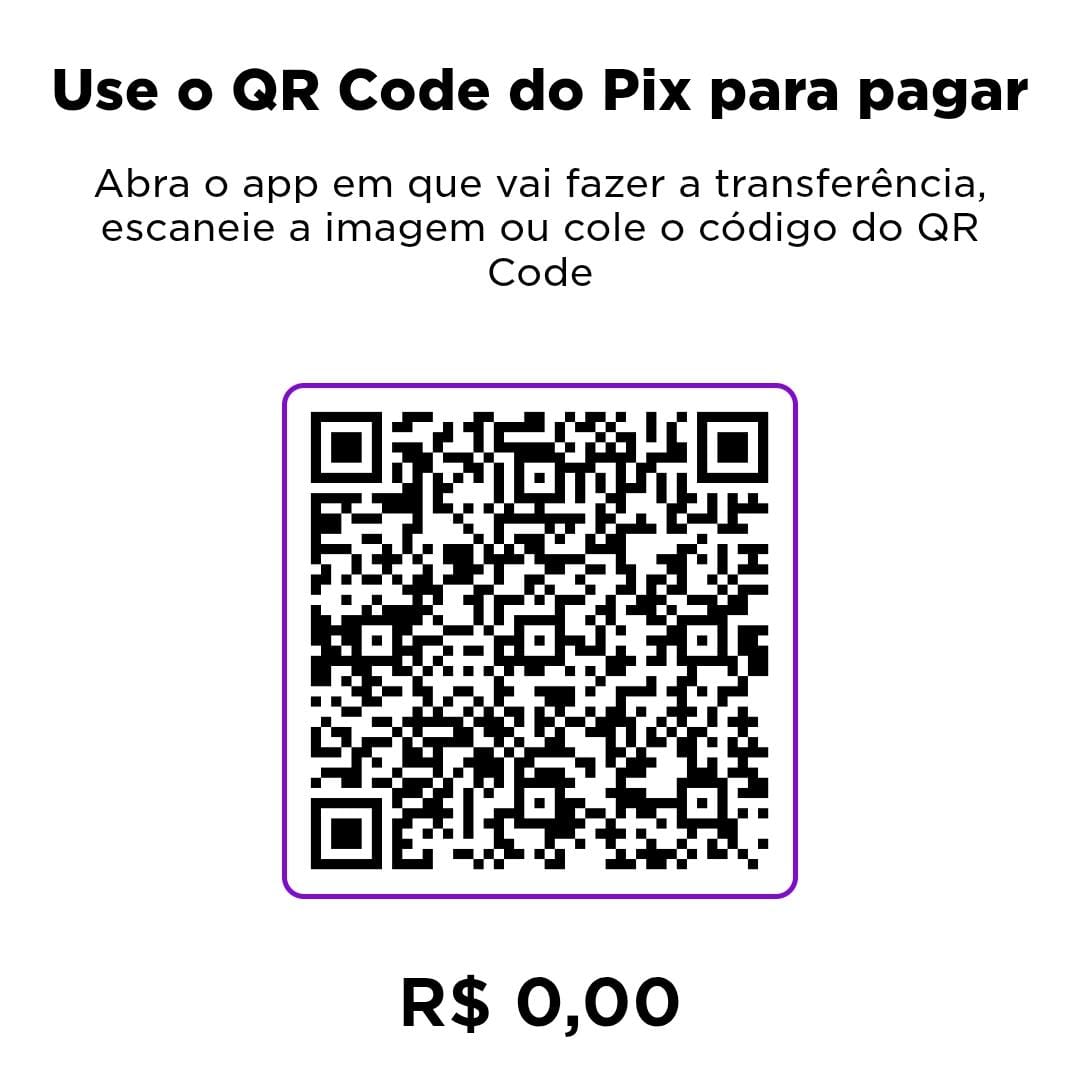 Use o QR Code do Pix para pagar
Abra o app em que vai fazer a transferência,
escaneie a imagem ou cole o código do QR
Code
R$ 0,00